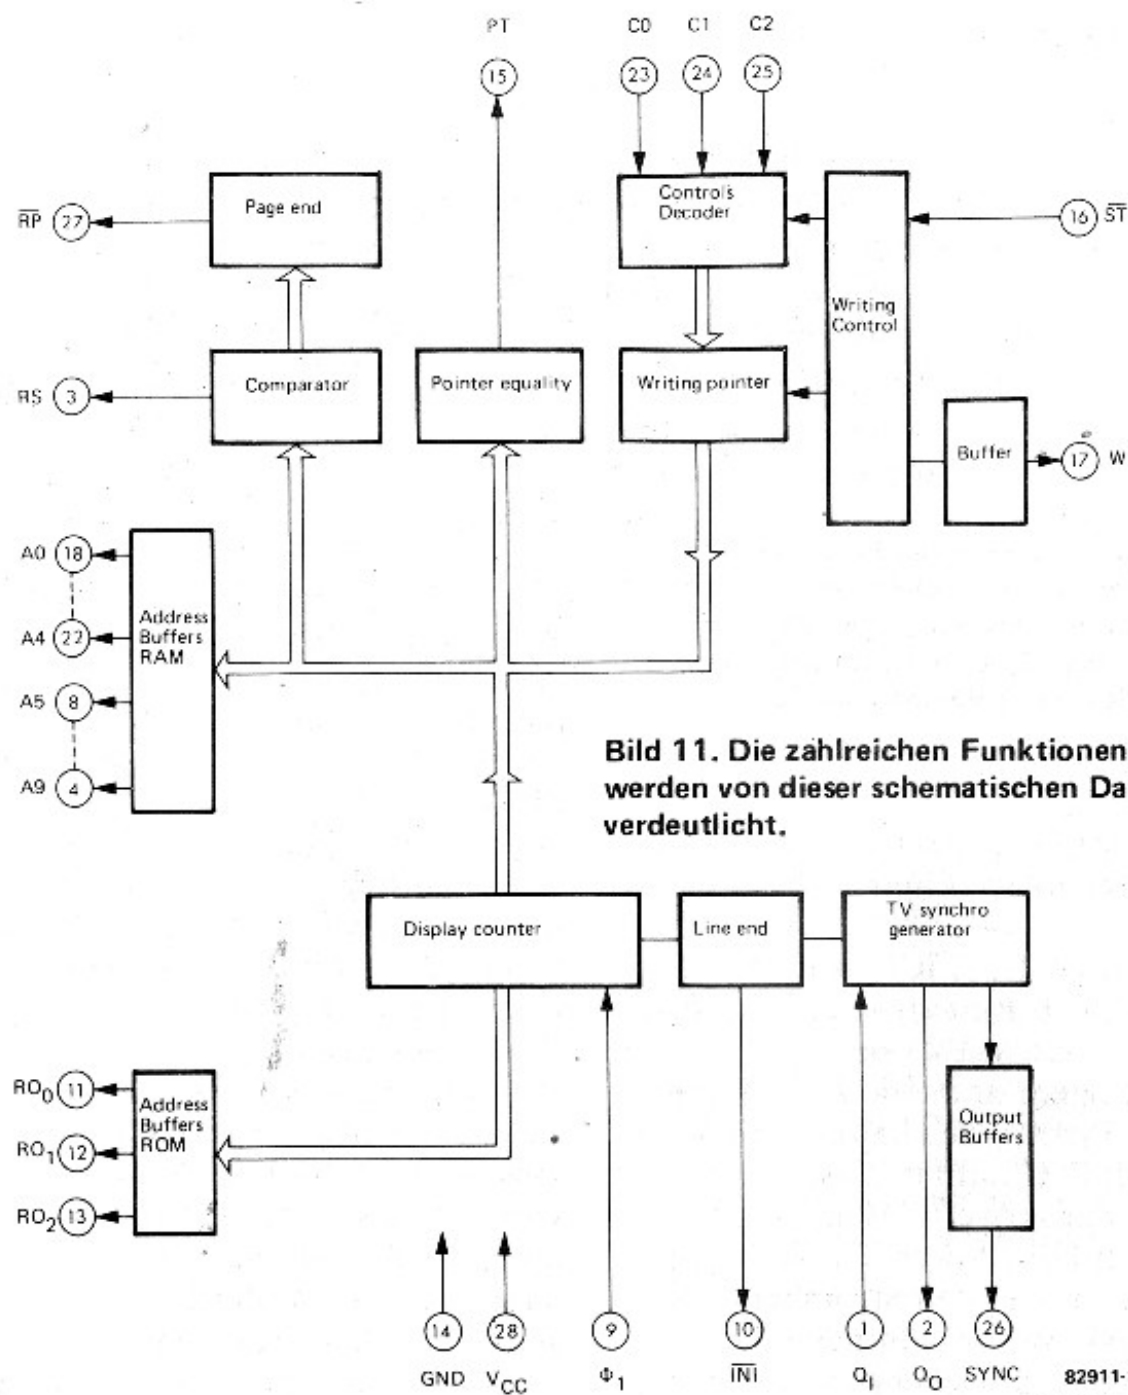 PT C0 C1 C2
15 23 24 25
Page end
Controls
Decoder
R̅P̅ 27
16 S̅T̅
Writing
Control
Comparator
Pointer equality
Writing pointer
RS 3
Buffer
17 W
A0 18
Address
Buffers
RAM
A4 22
A5 8
A9 4
Bild 11. Die zahlreichen Funktionen
werden von dieser schematischen Da
verdeutlicht.
Display counter
Line end
TV synchro
generator
RO₀ 11
Address
Buffers
ROM
RO₁ 12
RO₂ 13
Output
Buffers
14 28 9 10 1 2 26
GND VCC Φ₁ I̅N̅I̅ QI OO SYNC 82911-